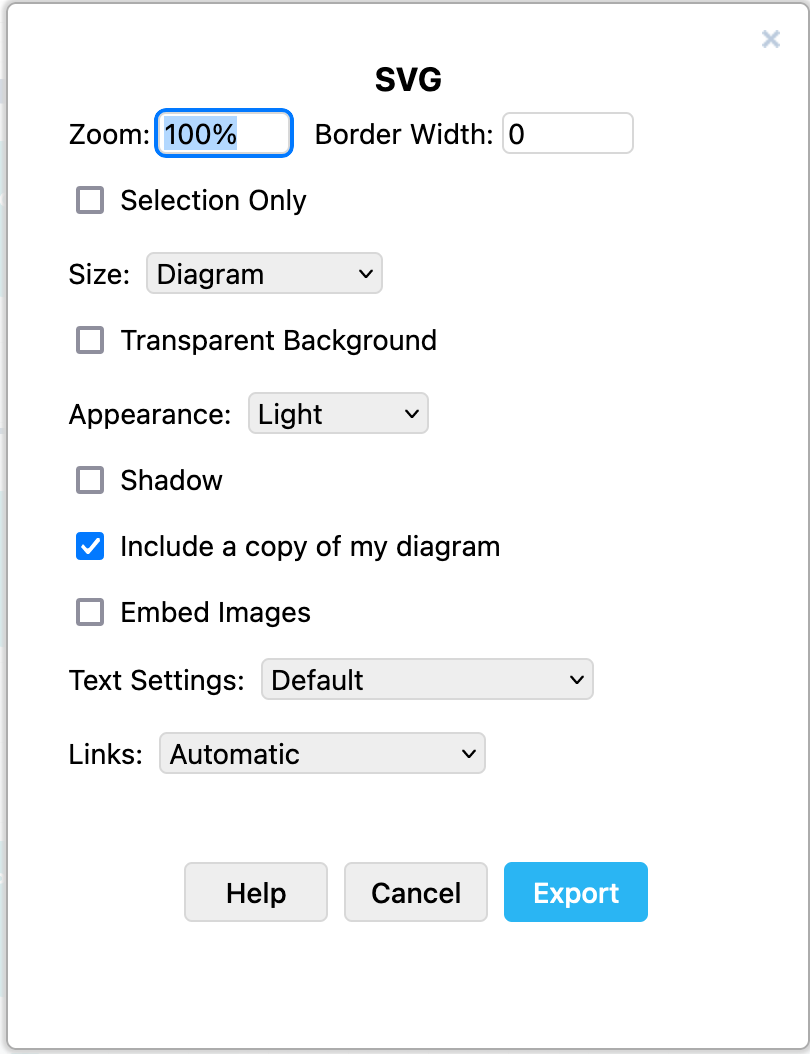 SVG
Zoom: 100% Border Width: 0
Selection Only
Size: Diagram
Transparent Background
Appearance: Light
Shadow
Include a copy of my diagram
Embed Images
Text Settings: Default
Links: Automatic
Help Cancel Export